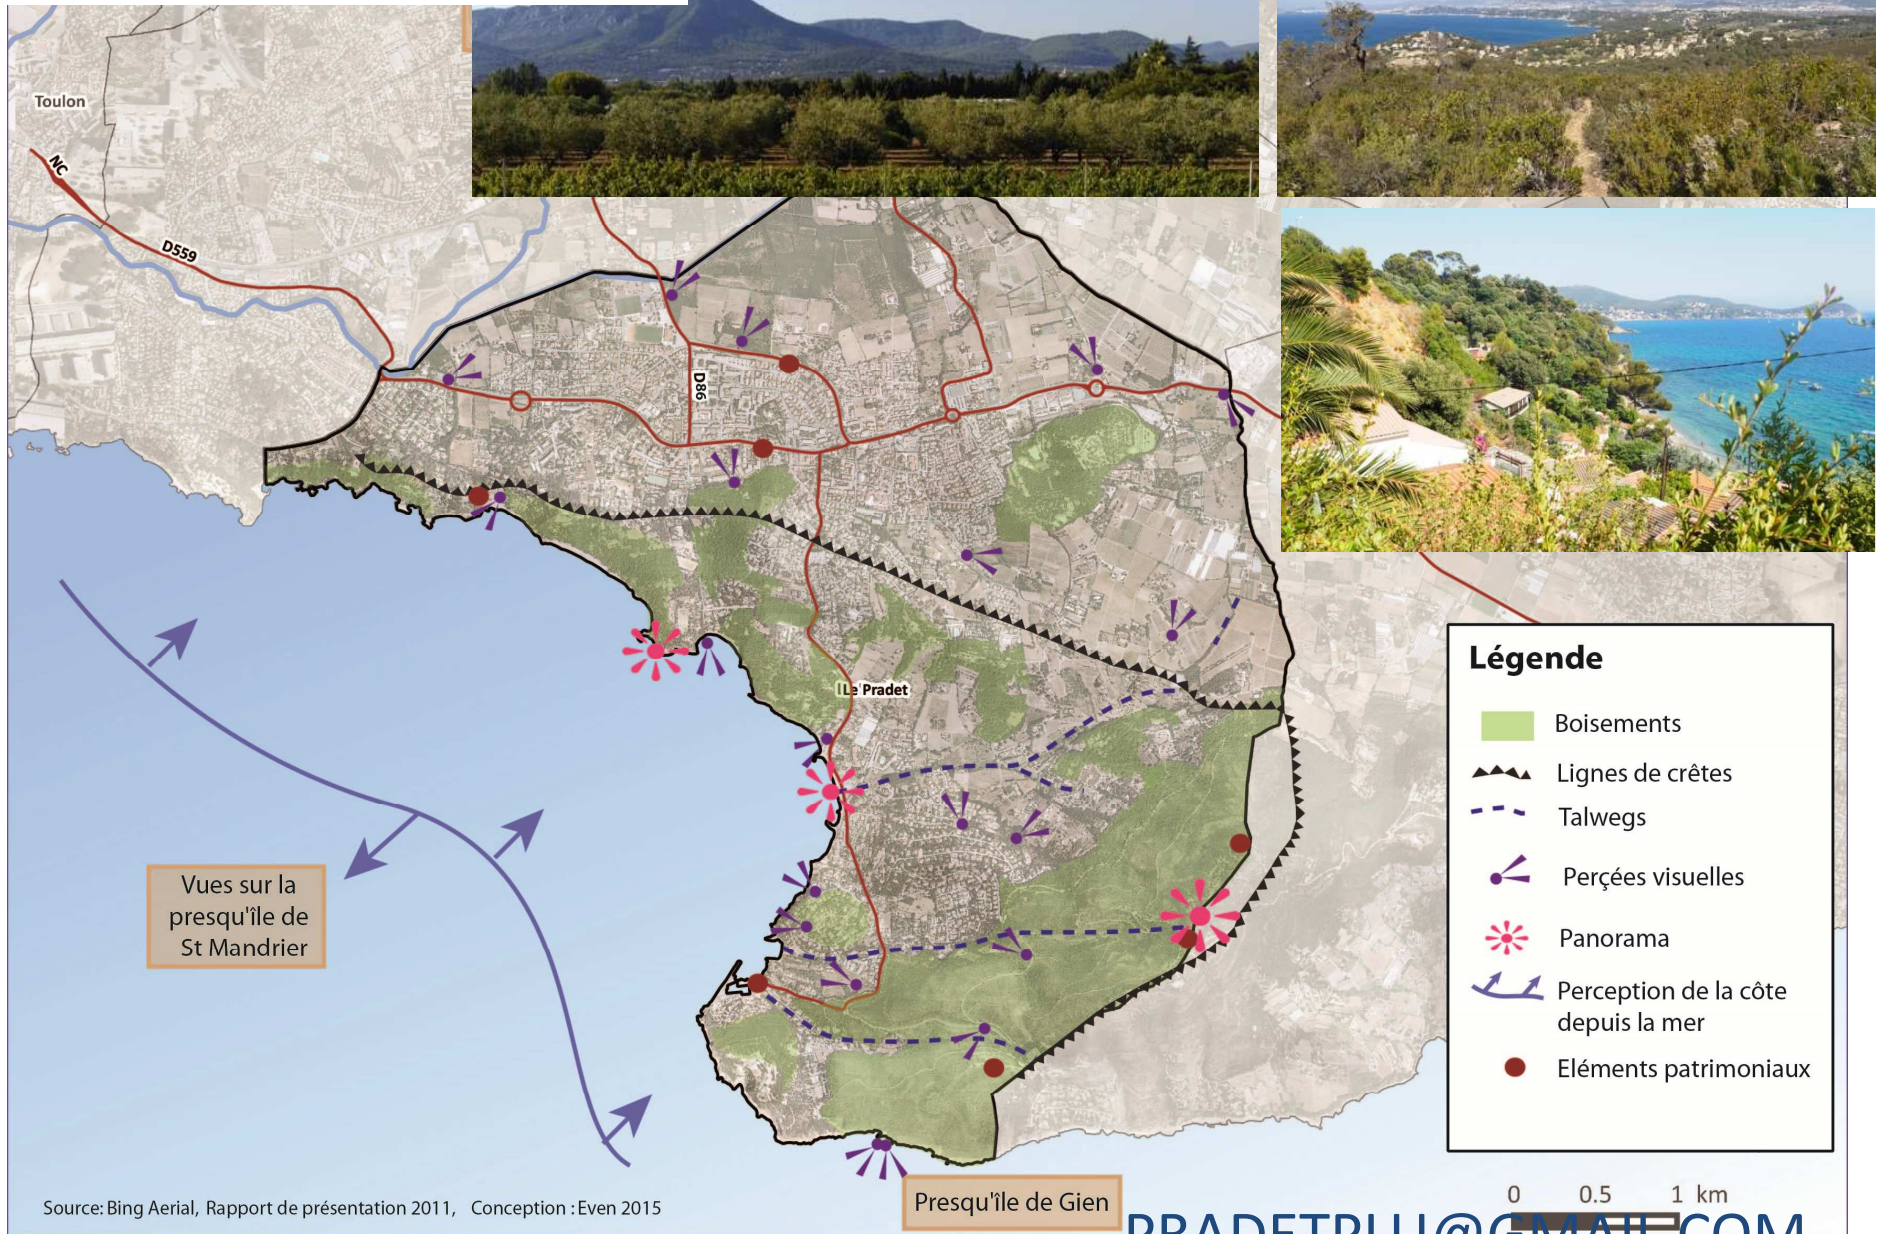 Toulon
NC
D559
D86
Le Pradet
Vues sur la
presqu'île de
St Mandrier
Presqu'île de Gien
Légende
Boisements
Lignes de crêtes
Talwegs
Perçées visuelles
Panorama
Perception de la côte
depuis la mer
Eléments patrimoniaux
0 0.5 1 km
Source: Bing Aerial, Rapport de présentation 2011, Conception : Even 2015